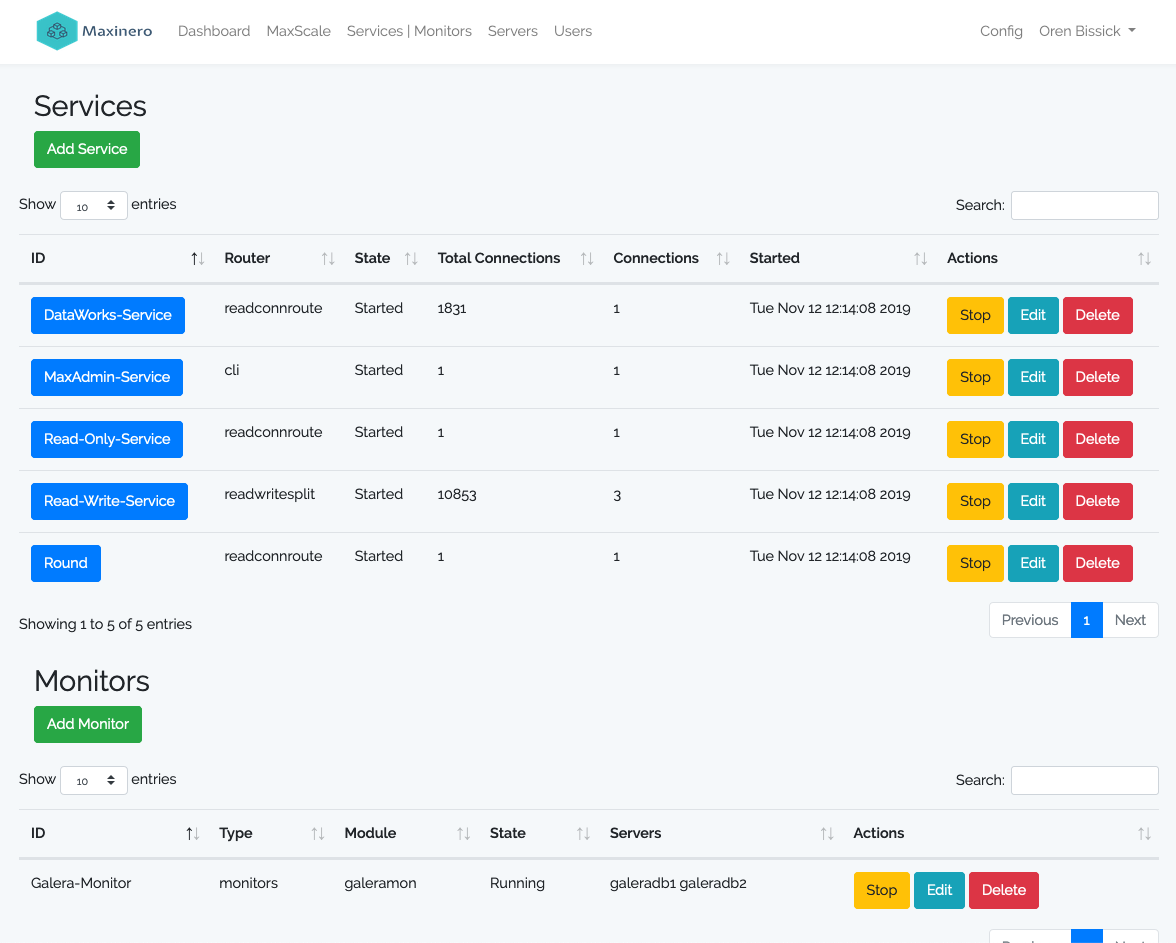 Maxinero Dashboard MaxScale Services | Monitors Servers Users Config Oren Bissick
Services
Add Service
Show 10 entries Search:
ID Router State Total Connections Connections Started Actions
DataWorks-Service readconnroute Started 1831 1 Tue Nov 12 12:14:08 2019 Stop Edit Delete
MaxAdmin-Service cli Started 1 1 Tue Nov 12 12:14:08 2019 Stop Edit Delete
Read-Only-Service readconnroute Started 1 1 Tue Nov 12 12:14:08 2019 Stop Edit Delete
Read-Write-Service readwritesplit Started 10853 3 Tue Nov 12 12:14:08 2019 Stop Edit Delete
Round readconnroute Started 1 1 Tue Nov 12 12:14:08 2019 Stop Edit Delete
Showing 1 to 5 of 5 entries Previous 1 Next
Monitors
Add Monitor
Show 10 entries Search:
ID Type Module State Servers Actions
Galera-Monitor monitors galeramon Running galeradb1 galeradb2 Stop Edit Delete